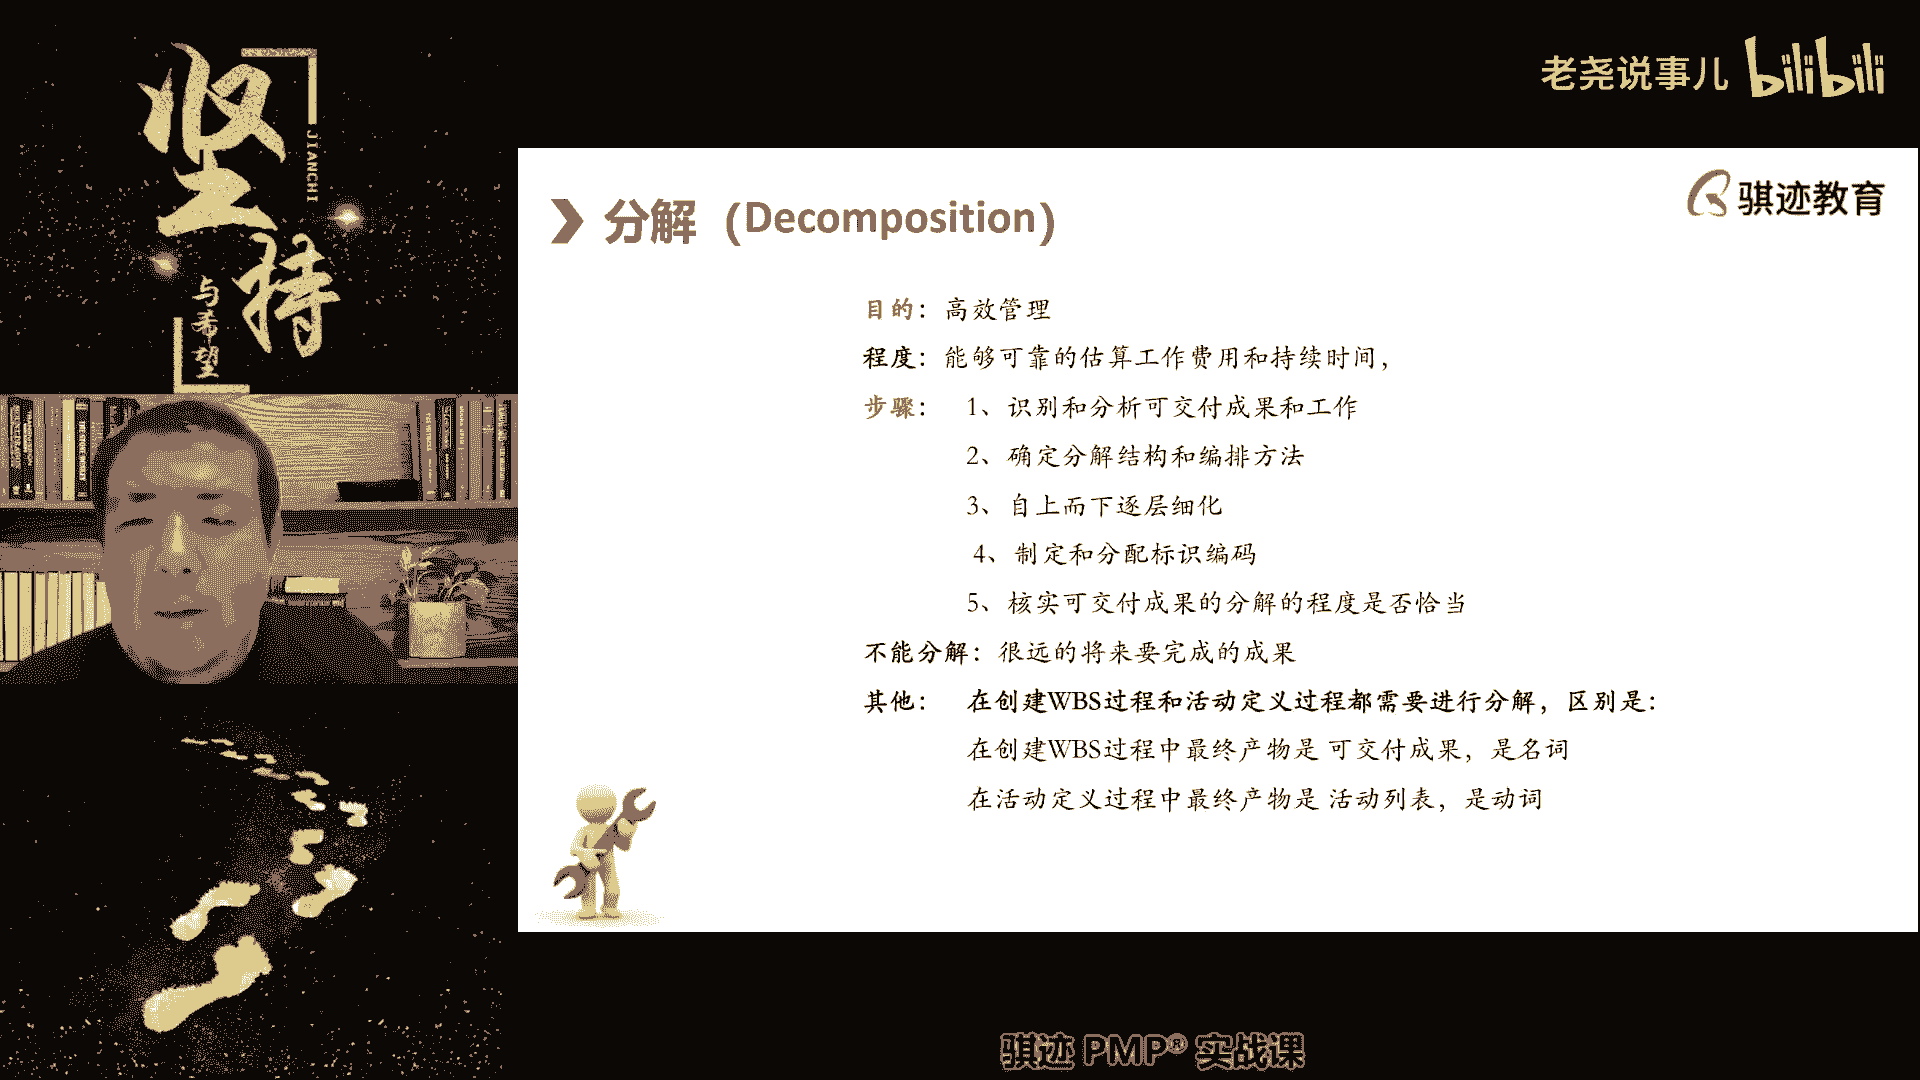 坚持
JIANCHI
与希望
老尧说事儿 bilibili
骐迹教育
分解（Decomposition）
目的：高效管理
程度：能够可靠的估算工作费用和持续时间，
步骤：1、识别和分析可交付成果和工作
2、确定分解结构和编排方法
3、自上而下逐层细化
4、制定和分配标识编码
5、核实可交付成果的分解的程度是否恰当
不能分解：很远的将来要完成的成果
其他：在创建WBS过程和活动定义过程都需要进行分解，区别是：
在创建WBS过程中最终产物是 可交付成果，是名词
在活动定义过程中最终产物是 活动列表，是动词
骐迹 PMP® 实战课